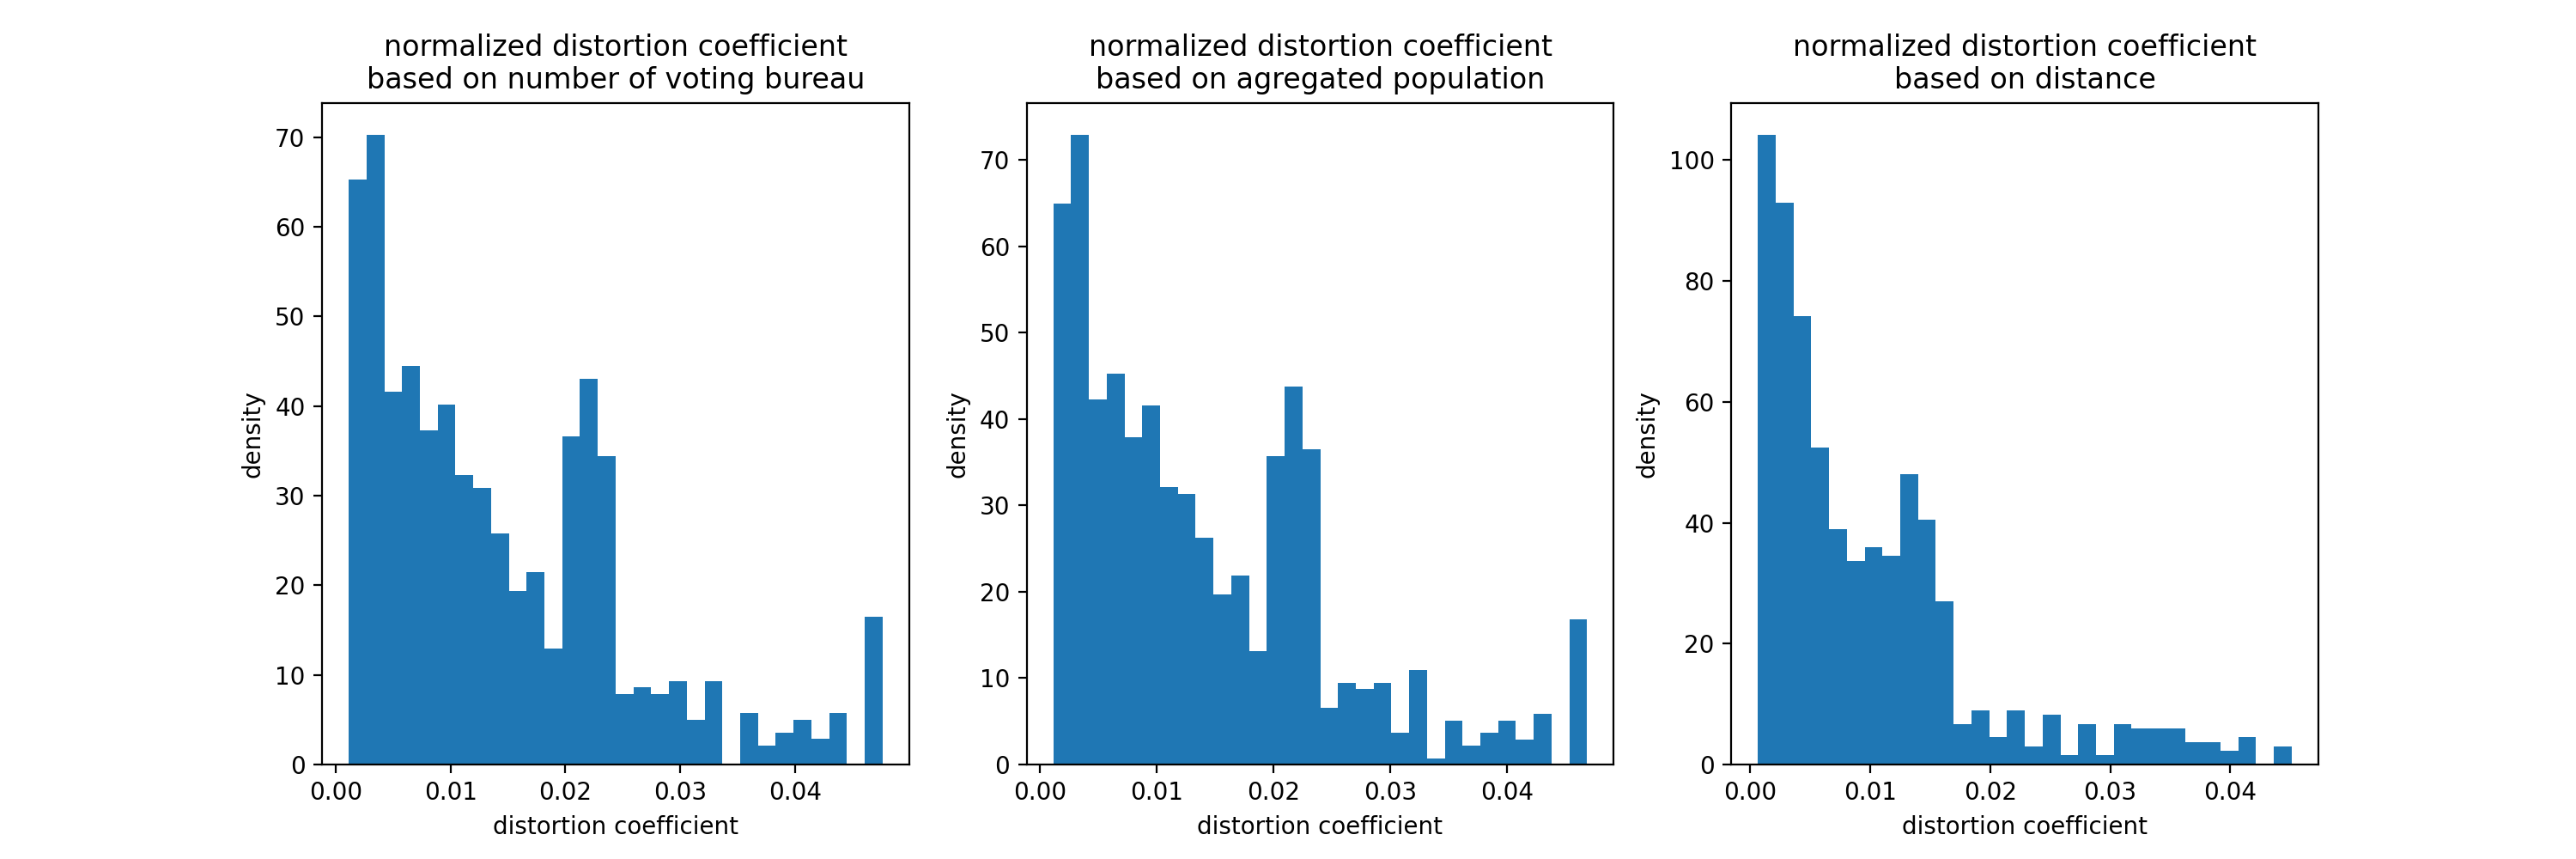 normalized distortion coefficient
based on number of voting bureau
70
60
50
40
30
20
10
0
density
0.00 0.01 0.02 0.03 0.04
distortion coefficient
normalized distortion coefficient
based on agregated population
70
60
50
40
30
20
10
0
density
0.00 0.01 0.02 0.03 0.04
distortion coefficient
normalized distortion coefficient
based on distance
100
80
60
40
20
0
density
0.00 0.01 0.02 0.03 0.04
distortion coefficient